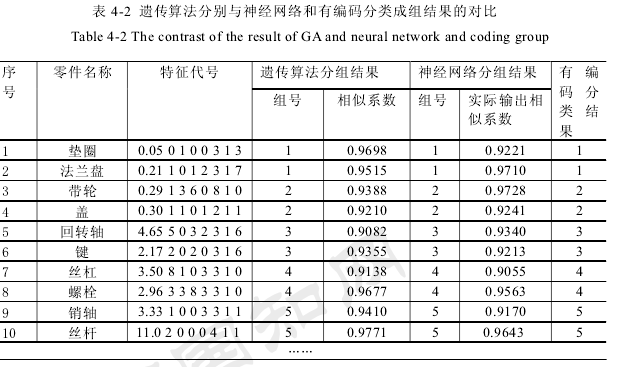 表 4-2 遗传算法分别与神经网络和有编码分类成组结果的对比
Table 4-2 The contrast of the result of GA and neural network and coding group
序号 零件名称 特征代号 遗传算法分组结果 神经网络分组结果 有编码分类结果
组号 相似系数 组号 实际输出相似系数
1 垫圈 0.05 0 1 0 0 3 1 3 1 0.9698 1 0.9221 1
2 法兰盘 0.21 1 0 1 2 3 1 7 1 0.9515 1 0.9710 1
3 带轮 0.29 1 3 6 0 8 1 0 2 0.9388 2 0.9728 2
4 盖 0.30 1 1 0 1 2 1 1 2 0.9210 2 0.9241 2
5 回转轴 4.65 5 0 3 2 3 1 6 3 0.9082 3 0.9340 3
6 键 2.17 2 0 2 0 3 1 6 3 0.9355 3 0.9213 3
7 丝杠 3.50 8 1 0 3 3 1 0 4 0.9138 4 0.9055 4
8 螺栓 2.96 3 3 8 3 3 1 0 4 0.9677 4 0.9563 4
9 销轴 3.33 1 0 0 3 3 1 1 5 0.9410 5 0.9170 5
10 丝杆 11.0 2 0 0 0 4 1 1 5 0.9771 5 0.9643 5
……